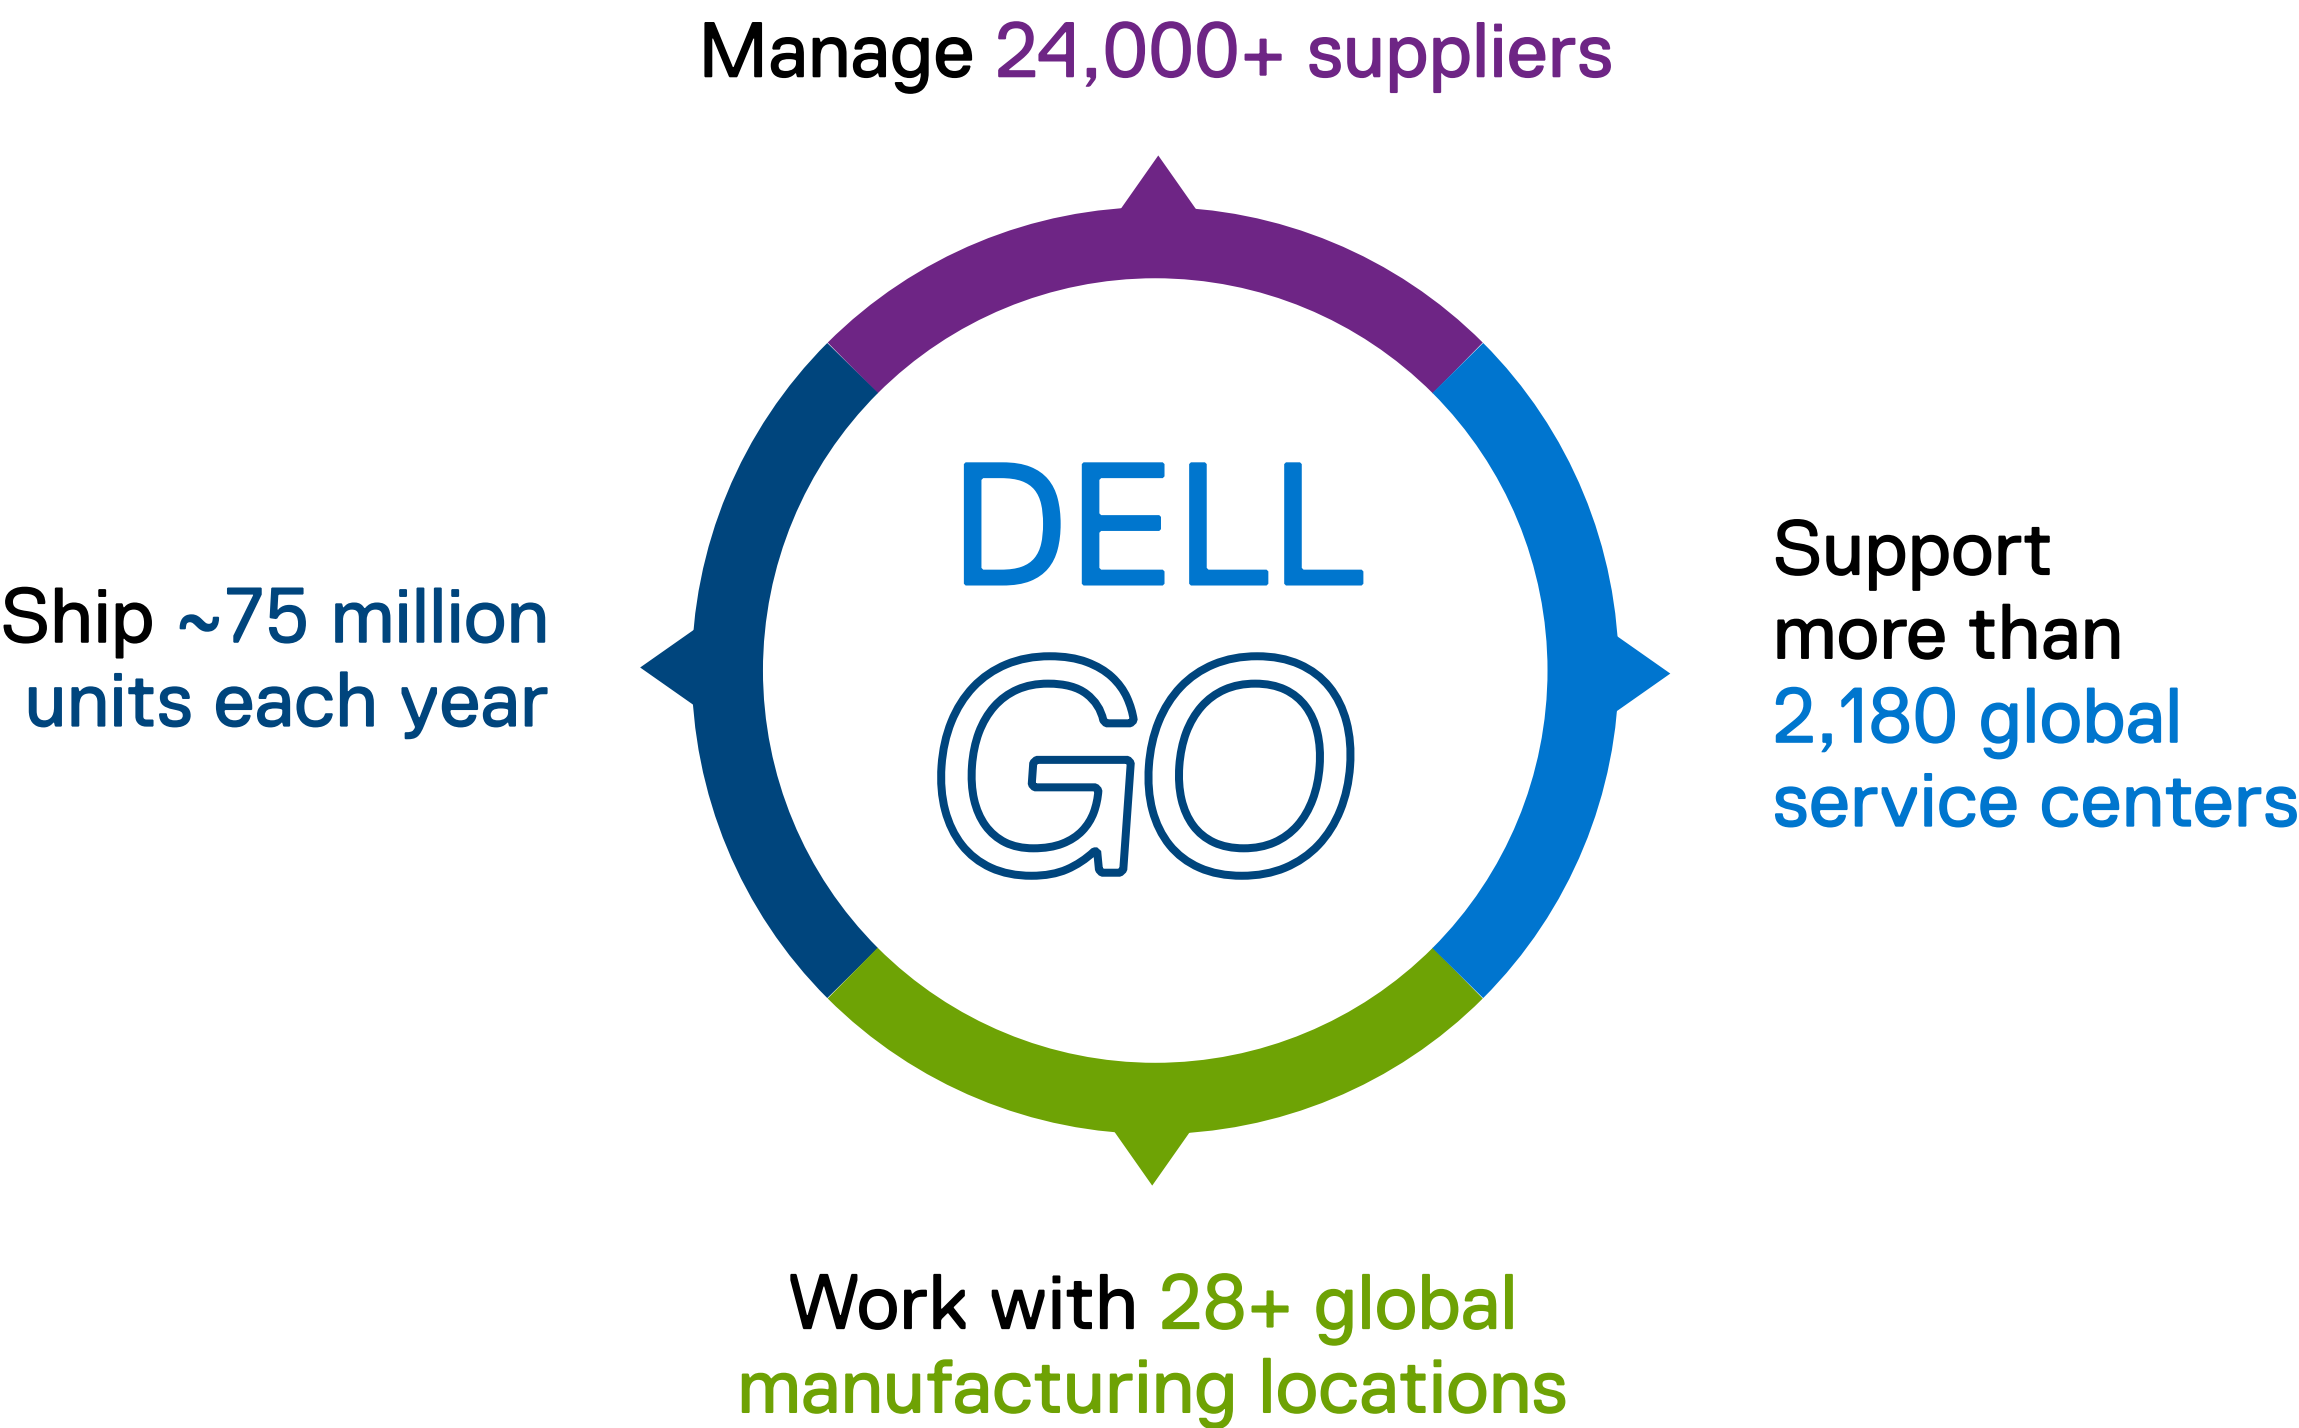 Manage 24,000+ suppliers
DELL
GO
Support
more than
2,180 global
service centers
Ship ~75 million
units each year
Work with 28+ global
manufacturing locations